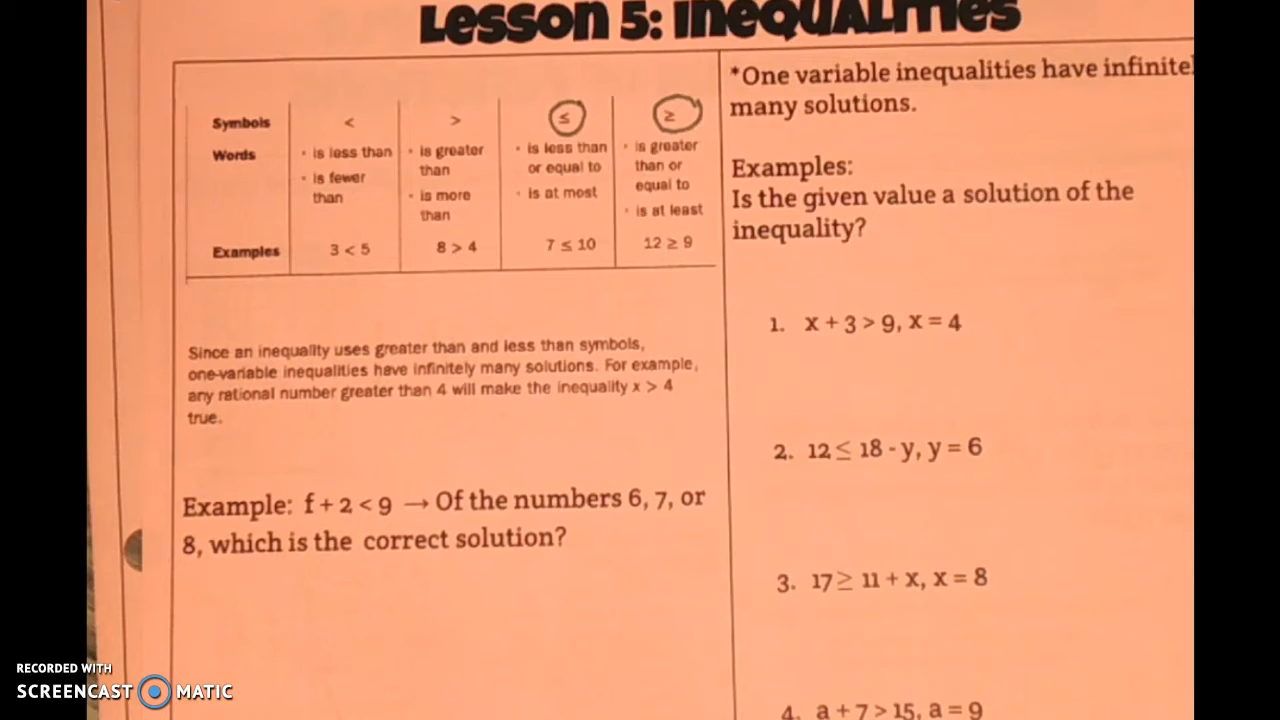 Lesson 5: Inequalities
Symbols < > ≤ ≥
Words
• is less than
• is fewer
than
• is greater
than
• is more
than
• is less than
or equal to
• is at most
• is greater
than or
equal to
• is at least
Examples 3 < 5 8 > 4 7 ≤ 10 12 ≥ 9
Since an inequality uses greater than and less than symbols,
one-variable inequalities have infinitely many solutions. For example,
any rational number greater than 4 will make the inequality x > 4
true.
Example: f + 2 < 9 → Of the numbers 6, 7, or
8, which is the correct solution?
*One variable inequalities have infinitel
many solutions.
Examples:
Is the given value a solution of the
inequality?
1. x + 3 > 9, x = 4
2. 12 ≤ 18 - y, y = 6
3. 17 ≥ 11 + x, x = 8
4. a + 7 > 15, a = 9
RECORDED WITH
SCREENCAST MATIC